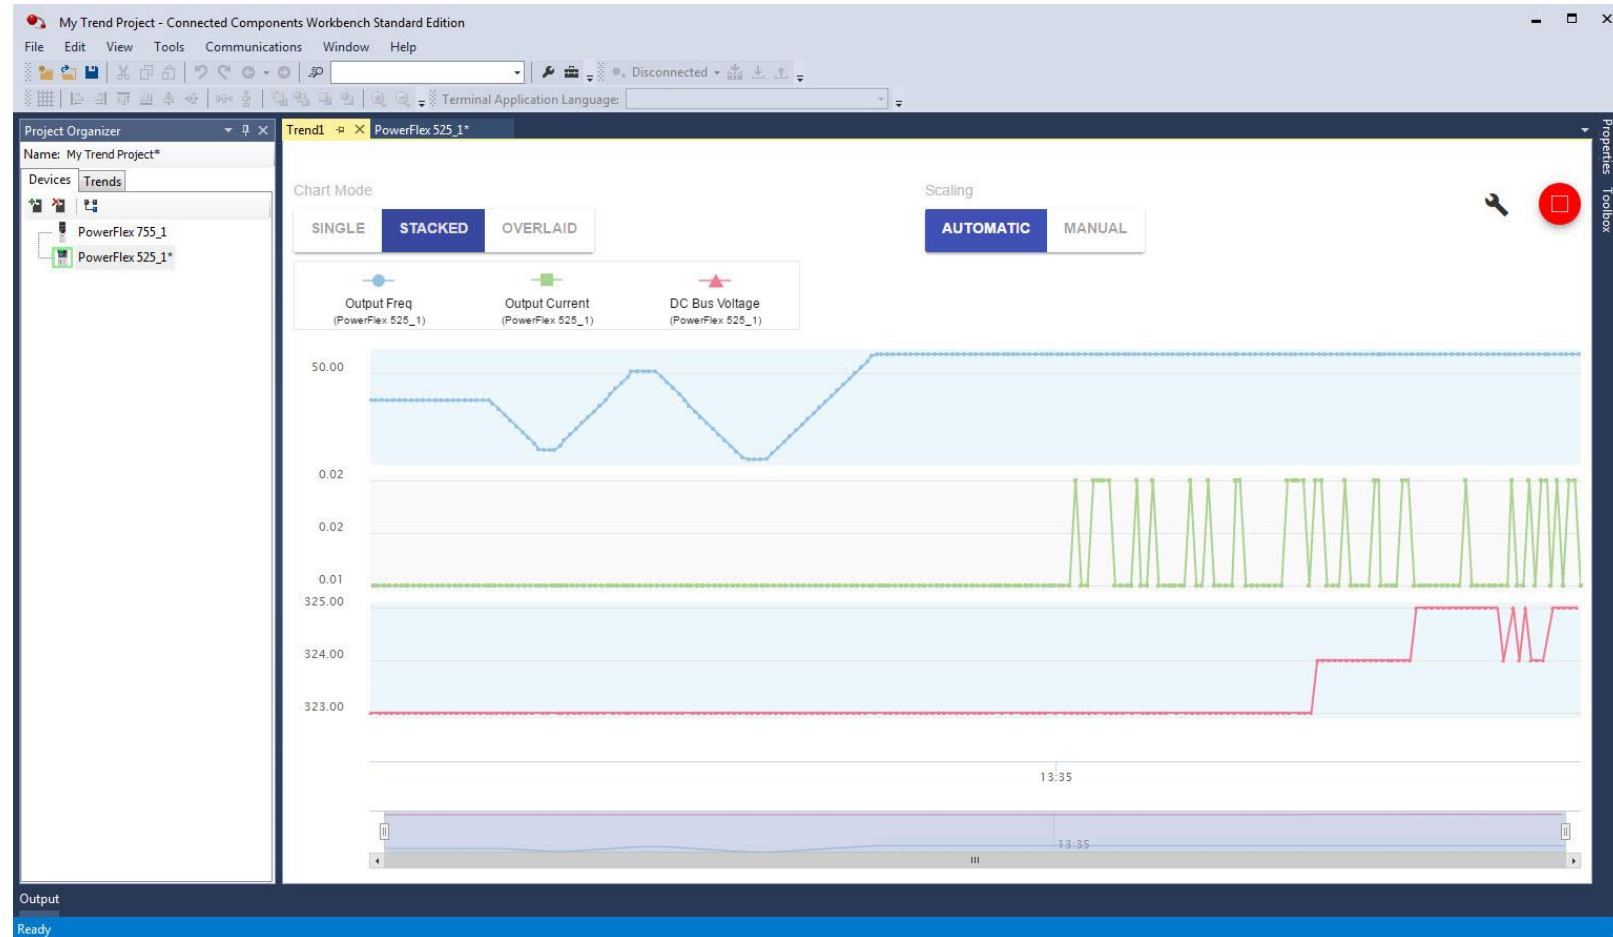 My Trend Project - Connected Components Workbench Standard Edition
File Edit View Tools Communications Window Help
Disconnected
Terminal Application Language:
Project Organizer
Trend1
PowerFlex 525_1*
Name: My Trend Project*
Devices Trends
PowerFlex 755_1
PowerFlex 525_1*
Chart Mode
SINGLE STACKED OVERLAID
Scaling
AUTOMATIC MANUAL
Output Freq
(PowerFlex 525_1)
Output Current
(PowerFlex 525_1)
DC Bus Voltage
(PowerFlex 525_1)
50.00
0.02
0.02
0.01
325.00
324.00
323.00
13:35
13:35
Properties
Toolbox
Output
Ready